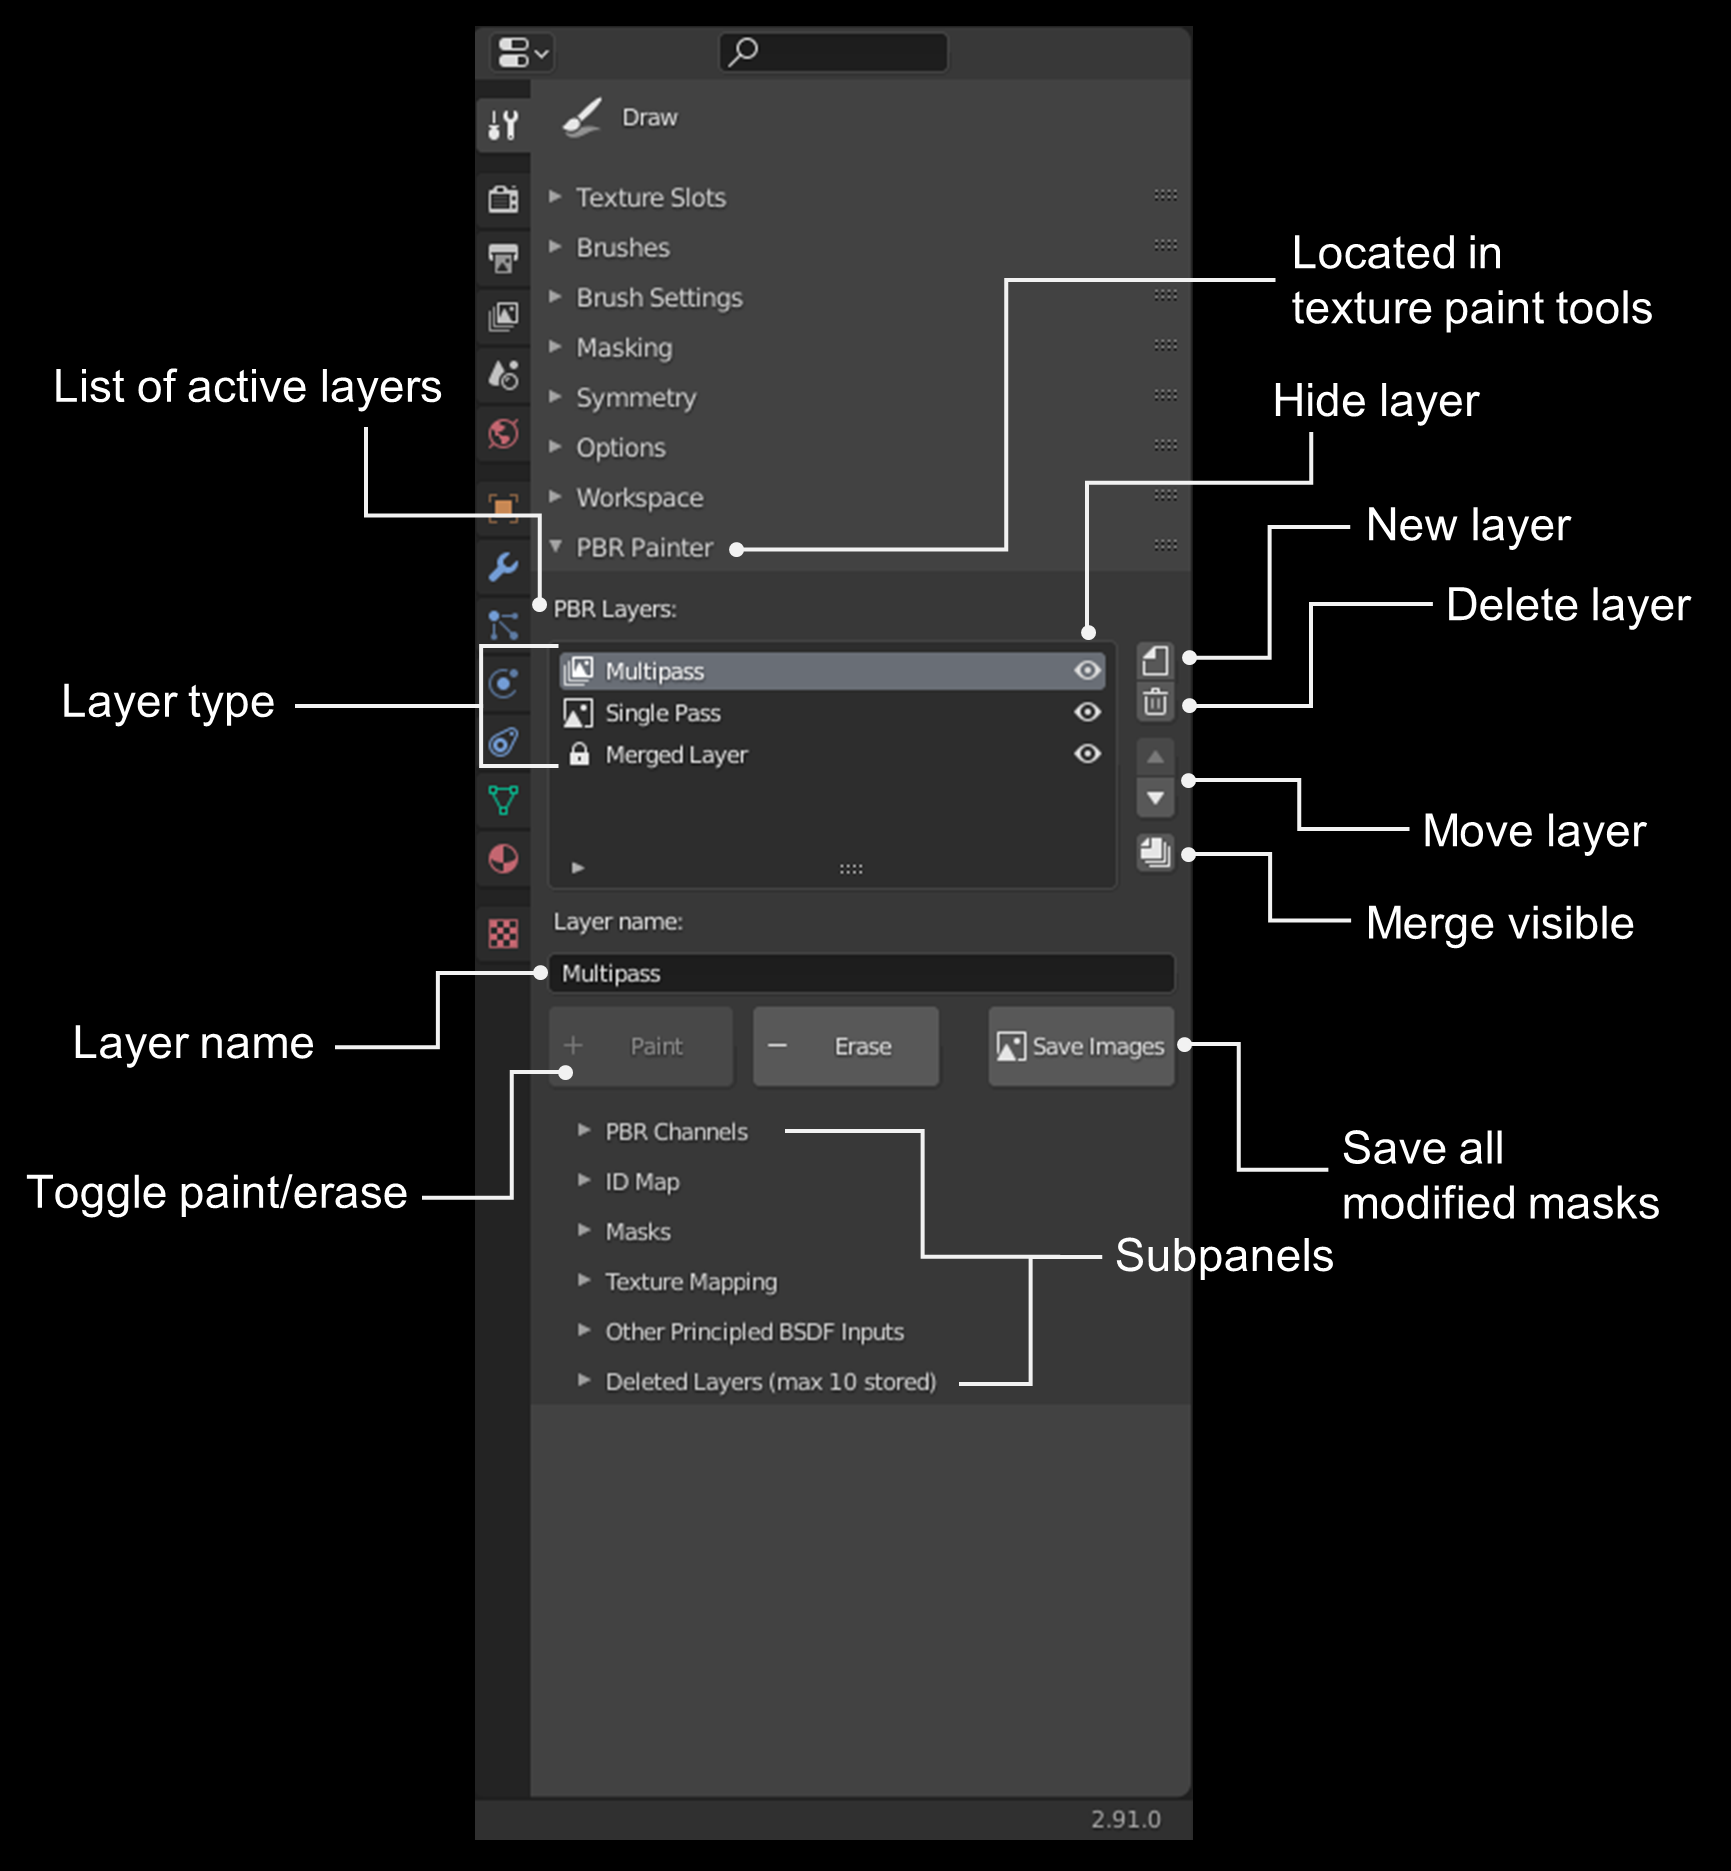 Draw
Texture Slots
Brushes
Located in
texture paint tools
Brush Settings
Masking
List of active layers
Symmetry
Hide layer
Options
Workspace
New layer
PBR Painter
PBR Layers:
Delete layer
Multipass
Layer type
Single Pass
Merged Layer
Move layer
Layer name:
Merge visible
Multipass
Layer name
Paint
Erase
Save Images
PBR Channels
Save all
modified masks
ID Map
Toggle paint/erase
Masks
Subpanels
Texture Mapping
Other Principled BSDF Inputs
Deleted Layers (max 10 stored)
2.91.0